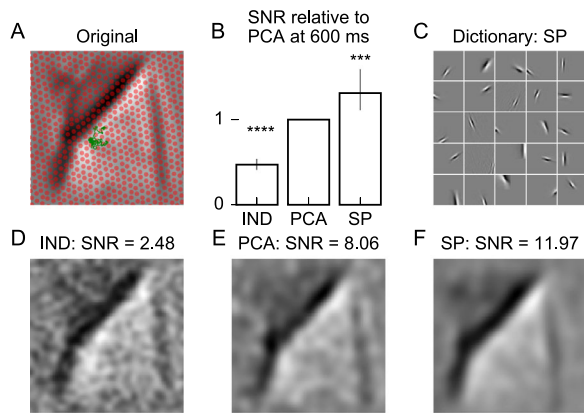 A
Original
B
SNR relative to
PCA at 600 ms
C
Dictionary: SP
****
***
1
0
IND
PCA
SP
D
IND: SNR = 2.48
E
PCA: SNR = 8.06
F
SP: SNR = 11.97